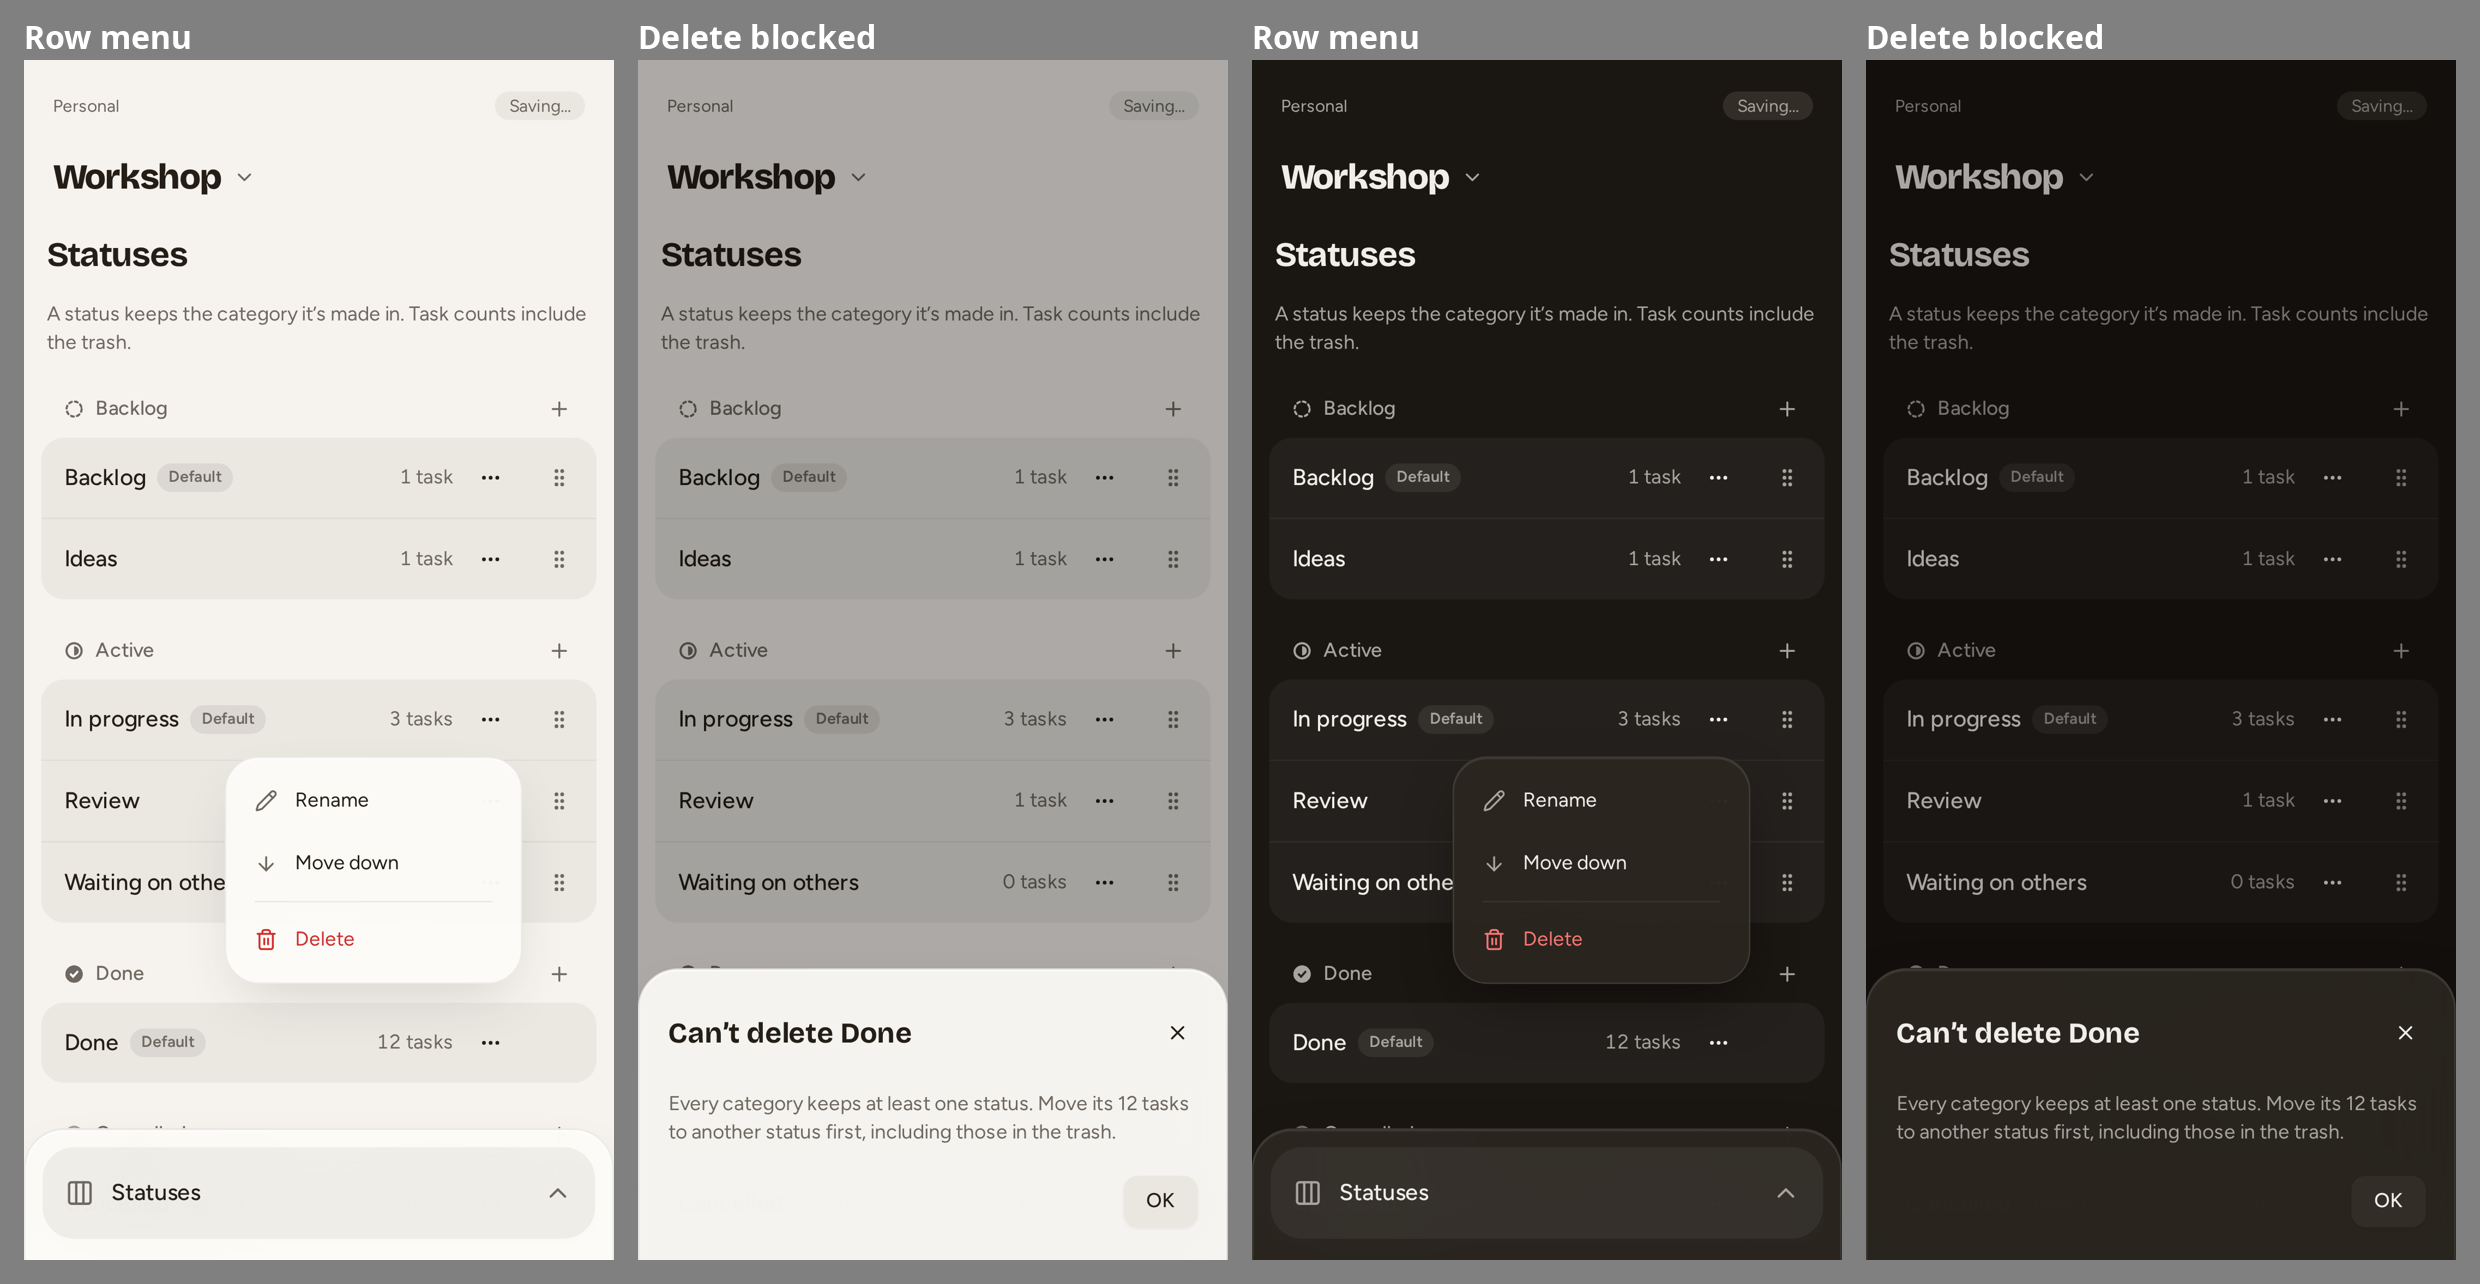 Row menu
Personal
Saving...
Workshop
Statuses
A status keeps the category it’s made in. Task counts include
the trash.
Backlog
Backlog Default 1 task
Ideas 1 task
Active
In progress Default 3 tasks
Review
Rename
Move down
Waiting on othe
Delete
Done
Done Default 12 tasks
Statuses
Delete blocked
Personal
Saving...
Workshop
Statuses
A status keeps the category it’s made in. Task counts include
the trash.
Backlog
Backlog Default 1 task
Ideas 1 task
Active
In progress Default 3 tasks
Review 1 task
Waiting on others 0 tasks
Can’t delete Done
Every category keeps at least one status. Move its 12 tasks
to another status first, including those in the trash.
OK
Row menu
Personal
Saving...
Workshop
Statuses
A status keeps the category it’s made in. Task counts include
the trash.
Backlog
Backlog Default 1 task
Ideas 1 task
Active
In progress Default 3 tasks
Review
Rename
Move down
Waiting on othe
Delete
Done
Done Default 12 tasks
Statuses
Delete blocked
Personal
Saving...
Workshop
Statuses
A status keeps the category it’s made in. Task counts include
the trash.
Backlog
Backlog Default 1 task
Ideas 1 task
Active
In progress Default 3 tasks
Review 1 task
Waiting on others 0 tasks
Can’t delete Done
Every category keeps at least one status. Move its 12 tasks
to another status first, including those in the trash.
OK